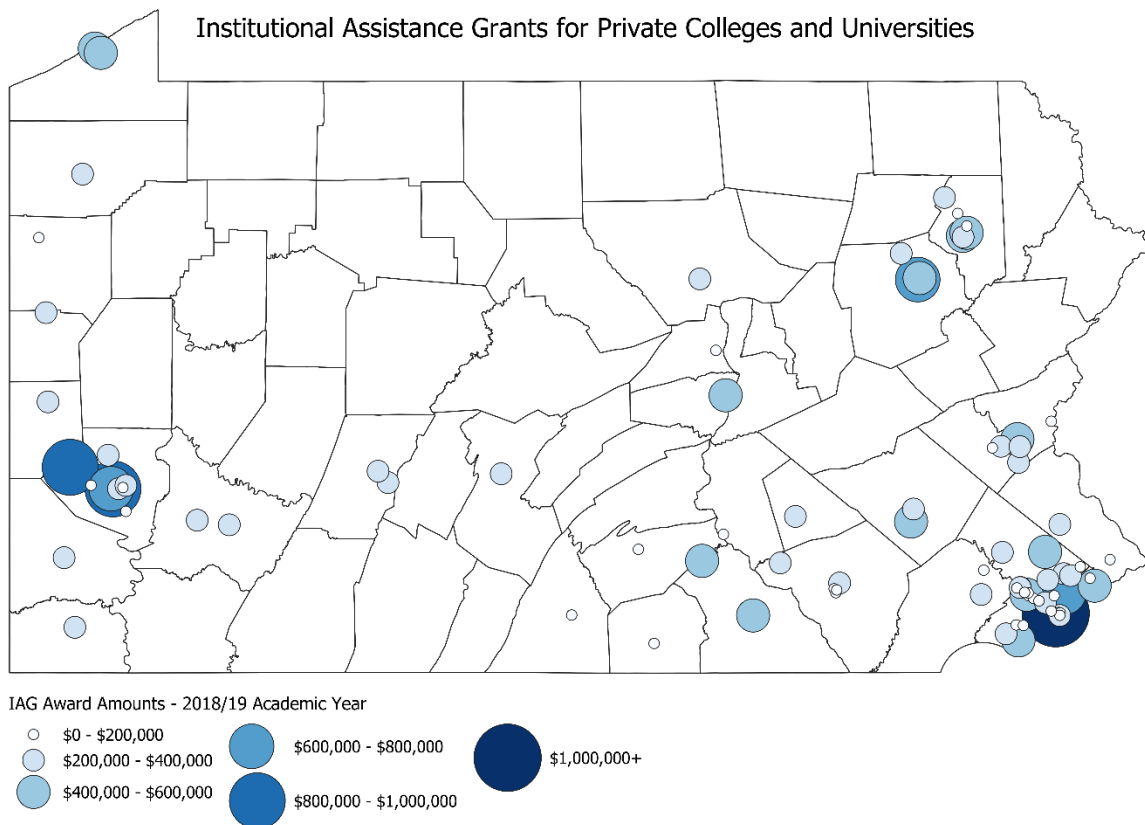 Institutional Assistance Grants for Private Colleges and Universities
IAG Award Amounts - 2018/19 Academic Year
$0 - $200,000
$200,000 - $400,000
$400,000 - $600,000
$600,000 - $800,000
$800,000 - $1,000,000
$1,000,000+